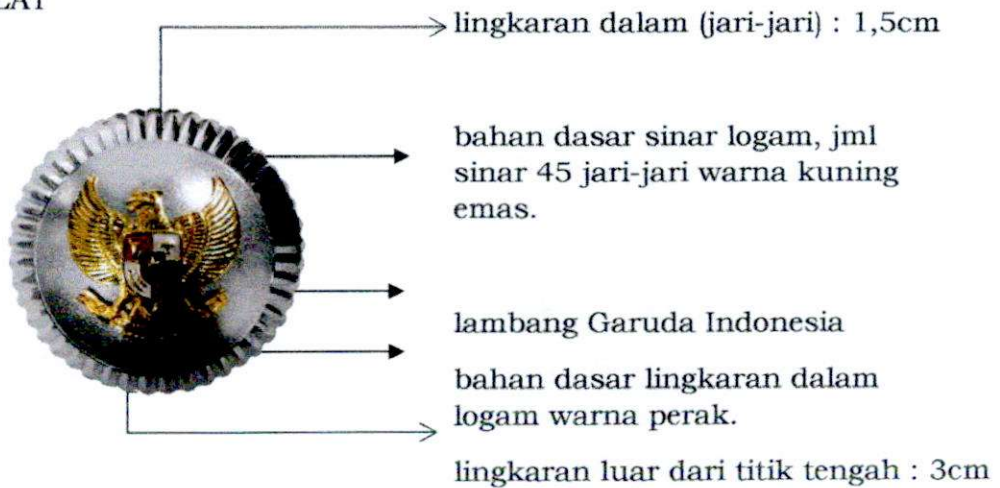 lingkaran dalam (jari-jari) : 1,5cm
bahan dasar sinar logam, jml
sinar 45 jari-jari warna kuning
emas.
lambang Garuda Indonesia
bahan dasar lingkaran dalam
logam warna perak.
lingkaran luar dari titik tengah : 3cm